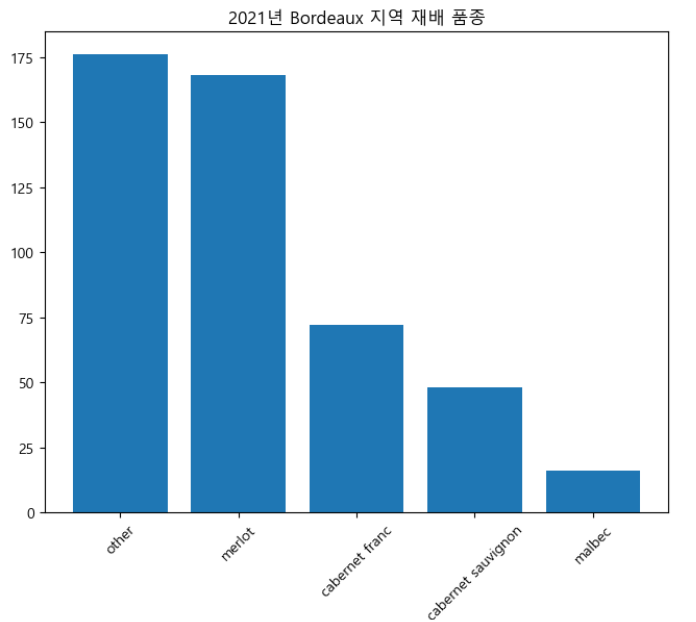 2021년 Bordeaux 지역 재배 품종
175
150
125
100
75
50
25
0
other
merlot
cabernet franc
cabernet sauvignon
malbec